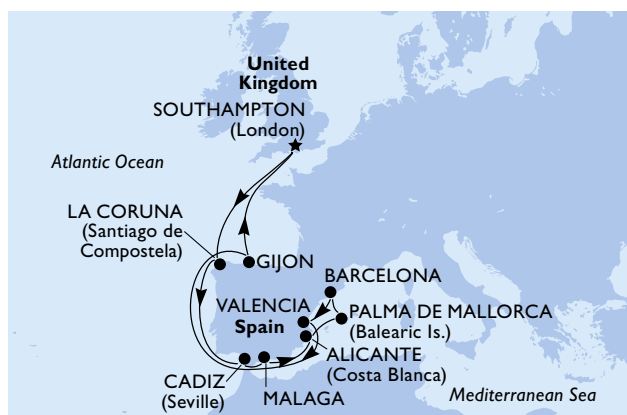 United
Kingdom
SOUTHAMPTON
(London)
Atlantic Ocean
LA CORUNA
(Santiago de
Compostela)
GIJON
BARCELONA
VALENCIA
Spain
PALMA DE MALLORCA
(Balearic Is.)
ALICANTE
(Costa Blanca)
CADIZ
(Seville)
MALAGA
Mediterranean Sea